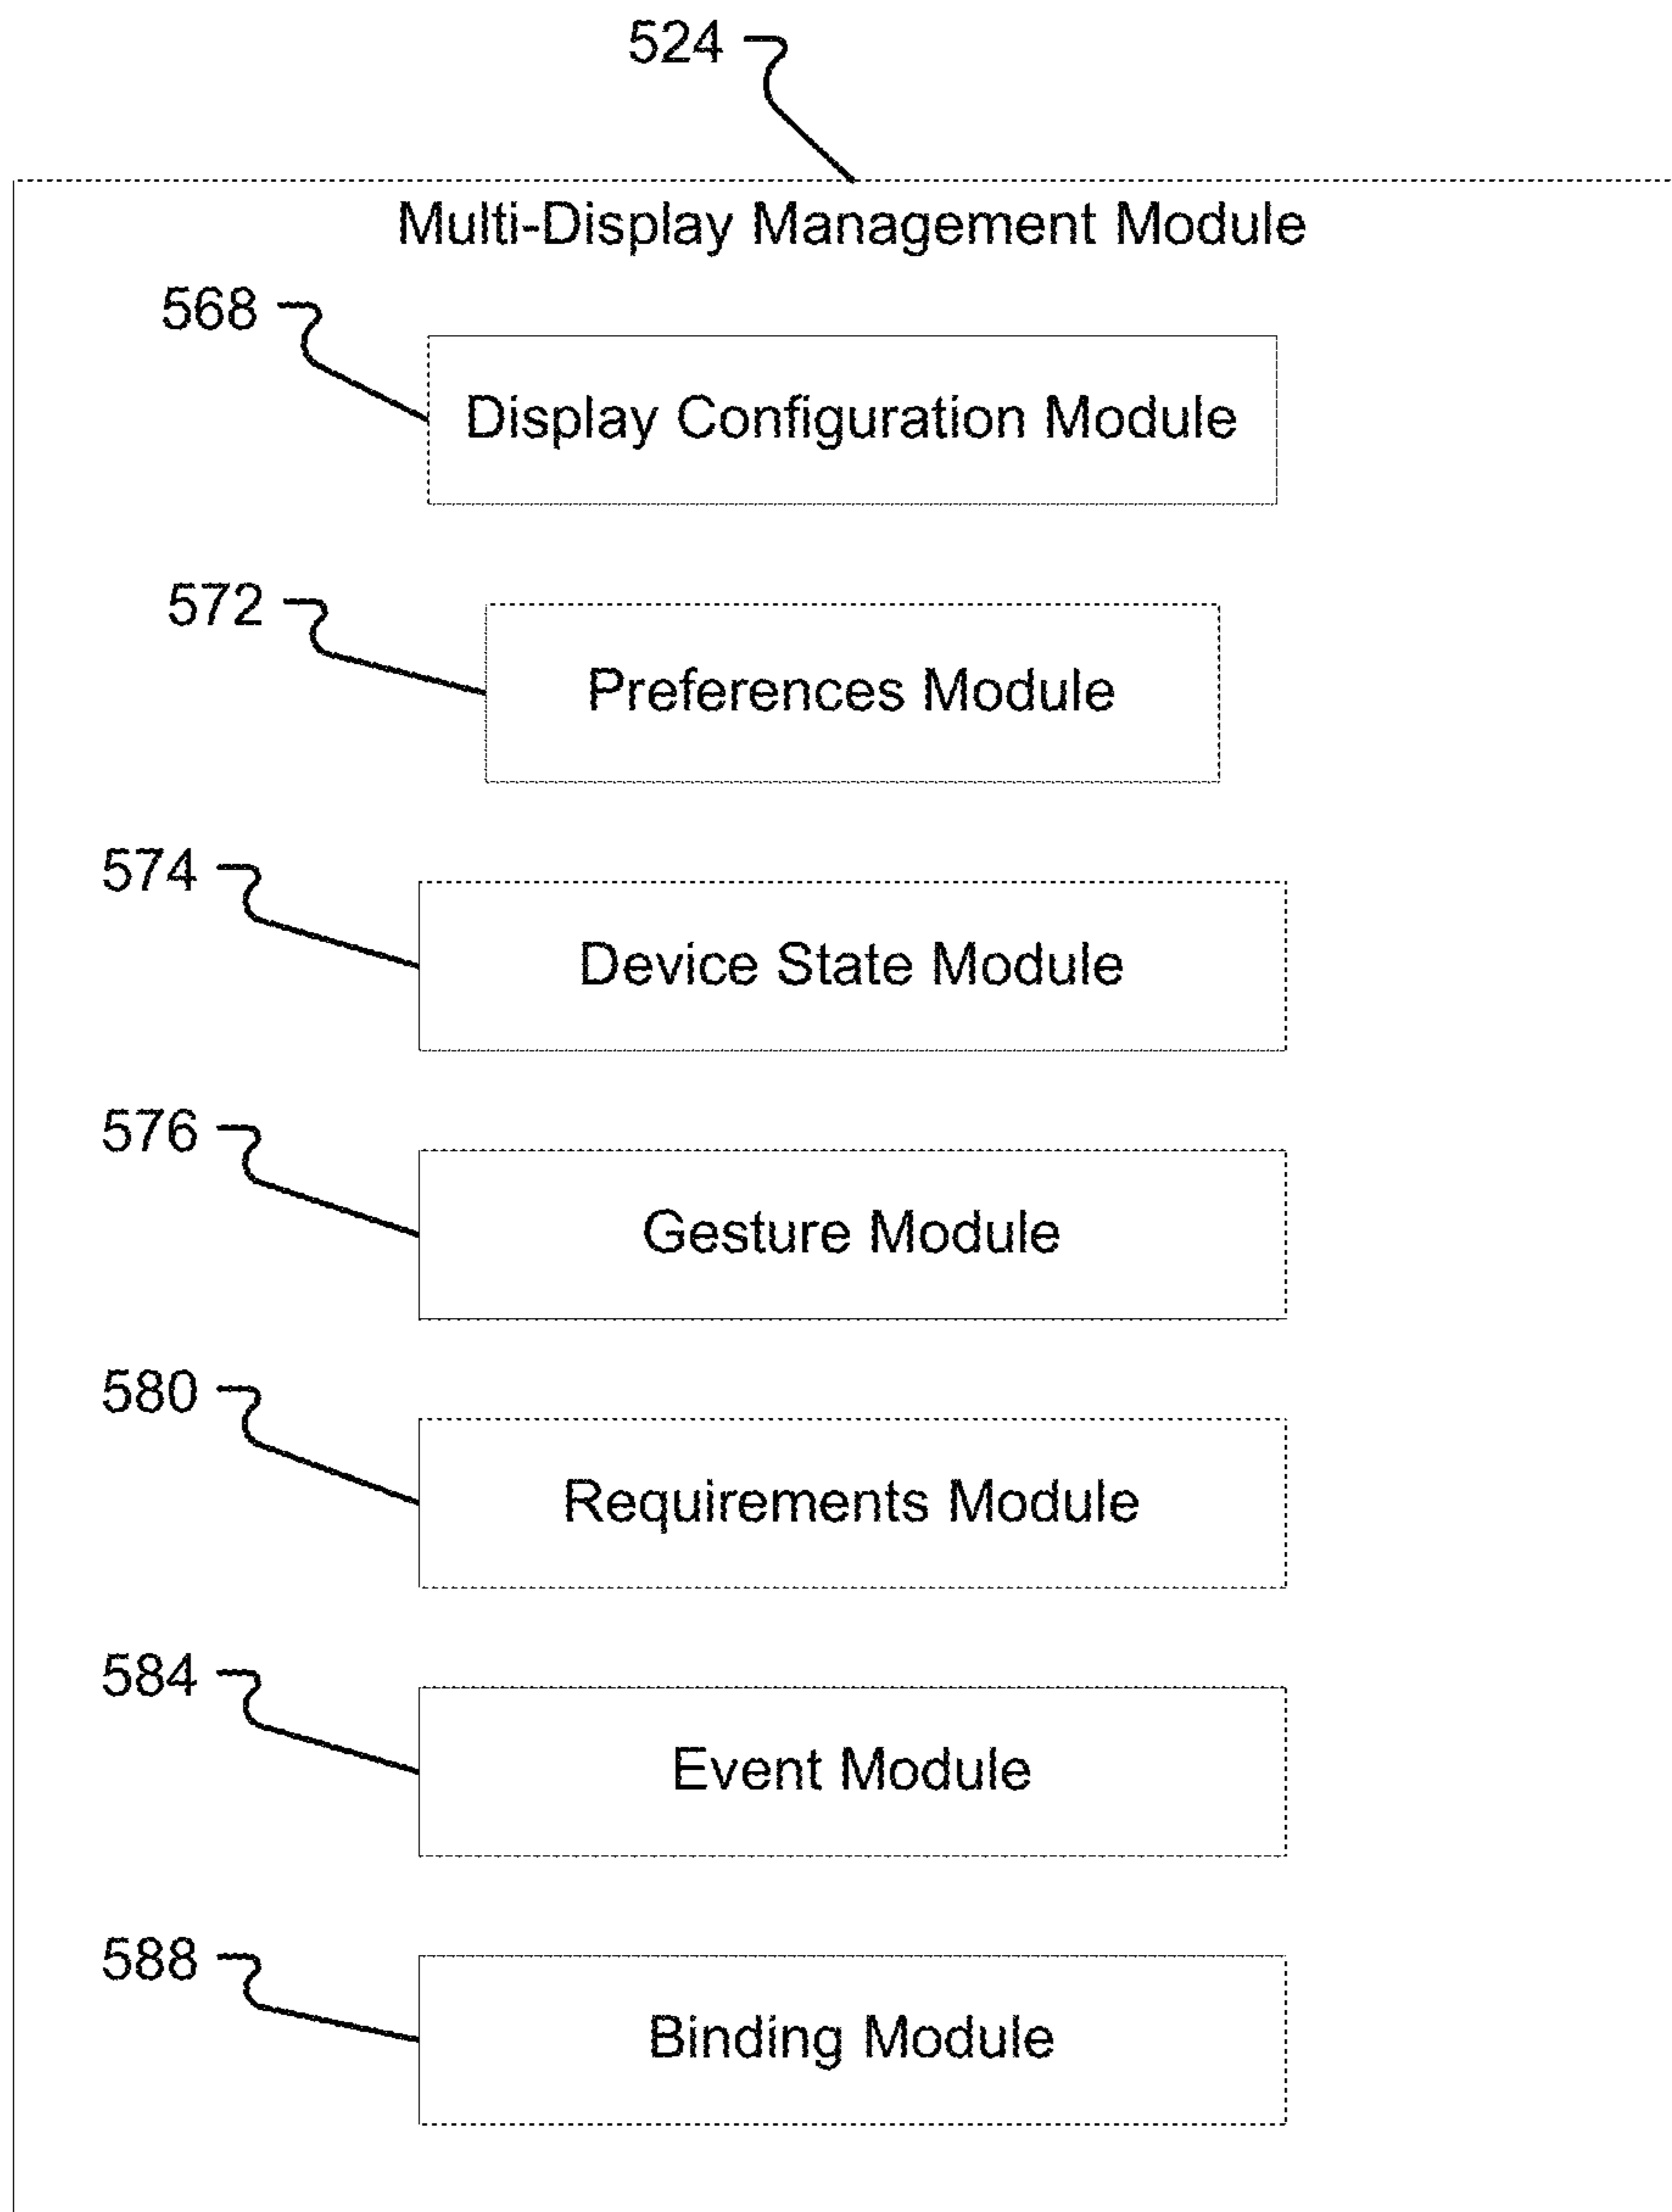 524
Multi-Display Management Module
568
Display Configuration Module
572
Preferences Module
574
Device State Module
576
Gesture Module
580
Requirements Module
584
Event Module
588
Binding Module